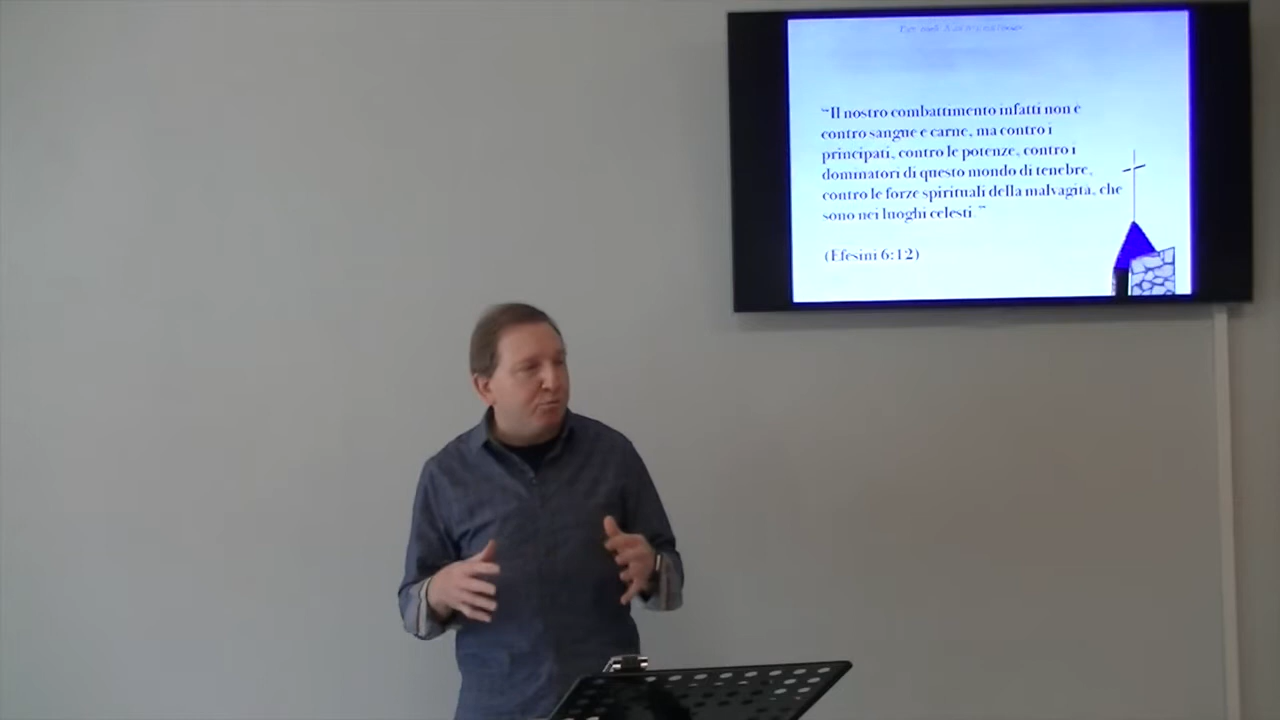 “Il nostro combattimento infatti non è
contro sangue e carne, ma contro i
principati, contro le potenze, contro i
dominatori di questo mondo di tenebre,
contro le forze spirituali della malvagità, che
sono nei luoghi celesti.”
(Efesini 6:12)